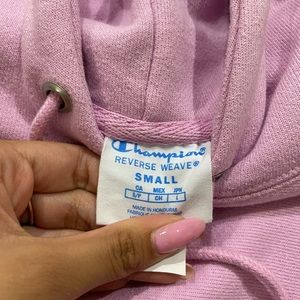 Champion
REVERSE WEAVE®
SMALL
CA MEX JPN
S/P CH L
MADE IN HONDURAS